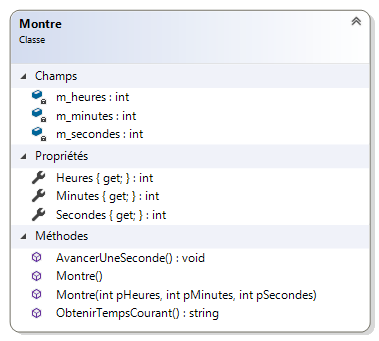 Montre
Classe
Champs
m_heures : int
m_minutes : int
m_secondes : int
Propriétés
Heures { get; } : int
Minutes { get; } : int
Secondes { get; } : int
Méthodes
AvancerUneSeconde() : void
Montre()
Montre(int pHeures, int pMinutes, int pSecondes)
ObtenirTempsCourant() : string